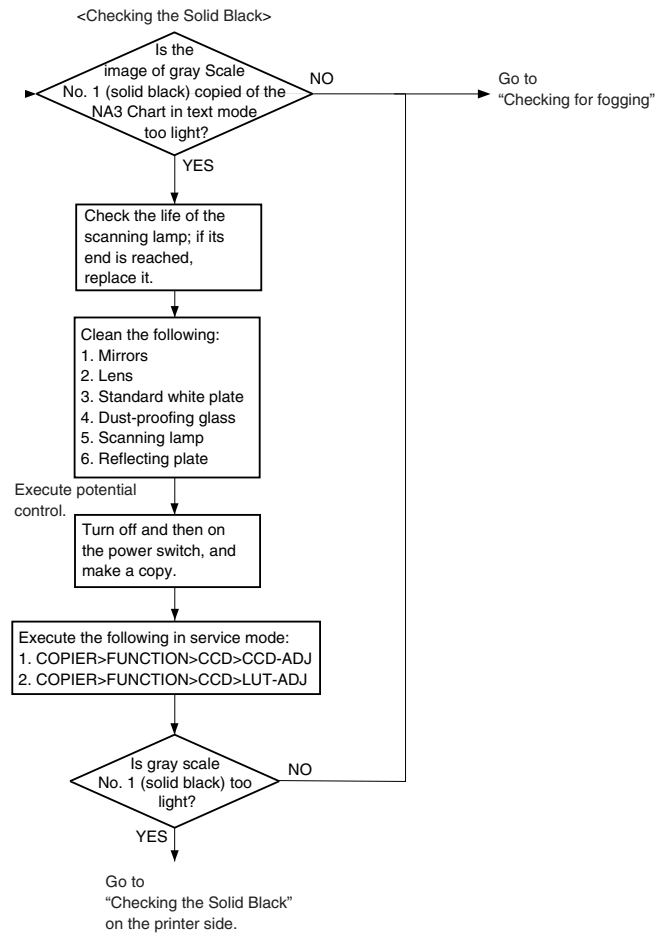 <Checking the Solid Black>
Is the
image of gray Scale
No. 1 (solid black) copied of the
NA3 Chart in text mode
too light?
NO
Go to
“Checking for fogging”
YES
Check the life of the
scanning lamp; if its
end is reached,
replace it.
Clean the following:
1. Mirrors
2. Lens
3. Standard white plate
4. Dust-proofing glass
5. Scanning lamp
6. Reflecting plate
Execute potential
control.
Turn off and then on
the power switch, and
make a copy.
Execute the following in service mode:
1. COPIER>FUNCTION>CCD>CCD-ADJ
2. COPIER>FUNCTION>CCD>LUT-ADJ
Is gray scale
No. 1 (solid black) too
light?
NO
YES
Go to
“Checking the Solid Black”
on the printer side.